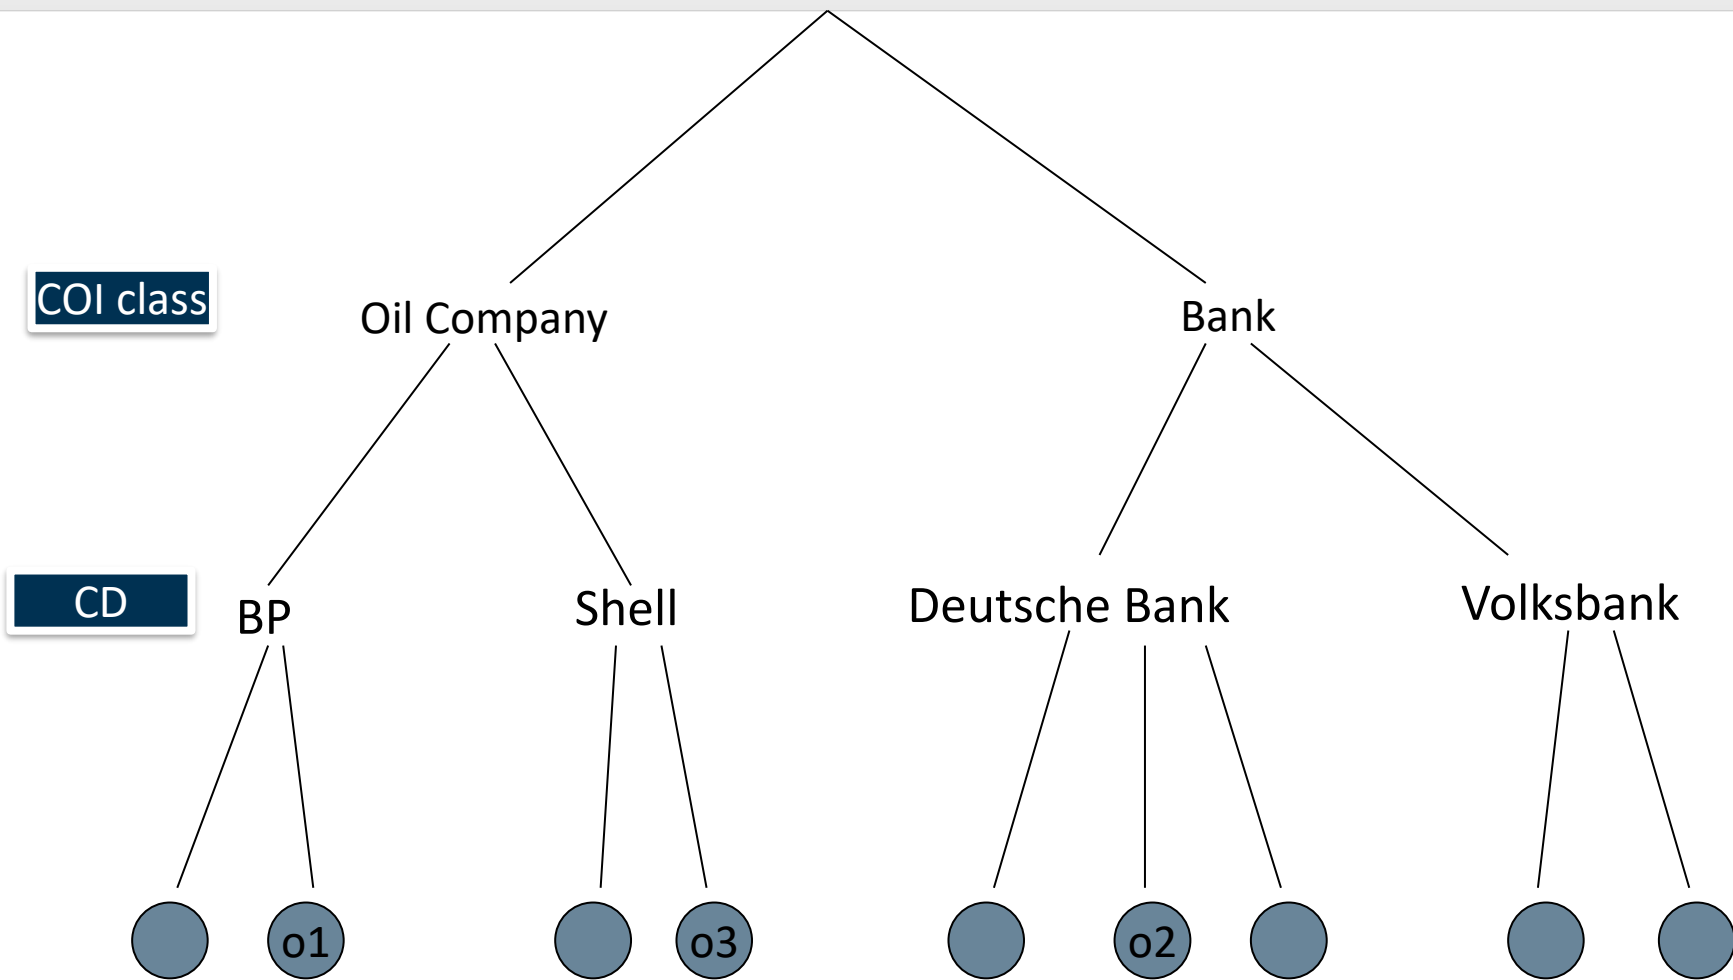 COI class
Oil Company
Bank
CD
BP
Shell
Deutsche Bank
Volksbank
o1
o3
o2